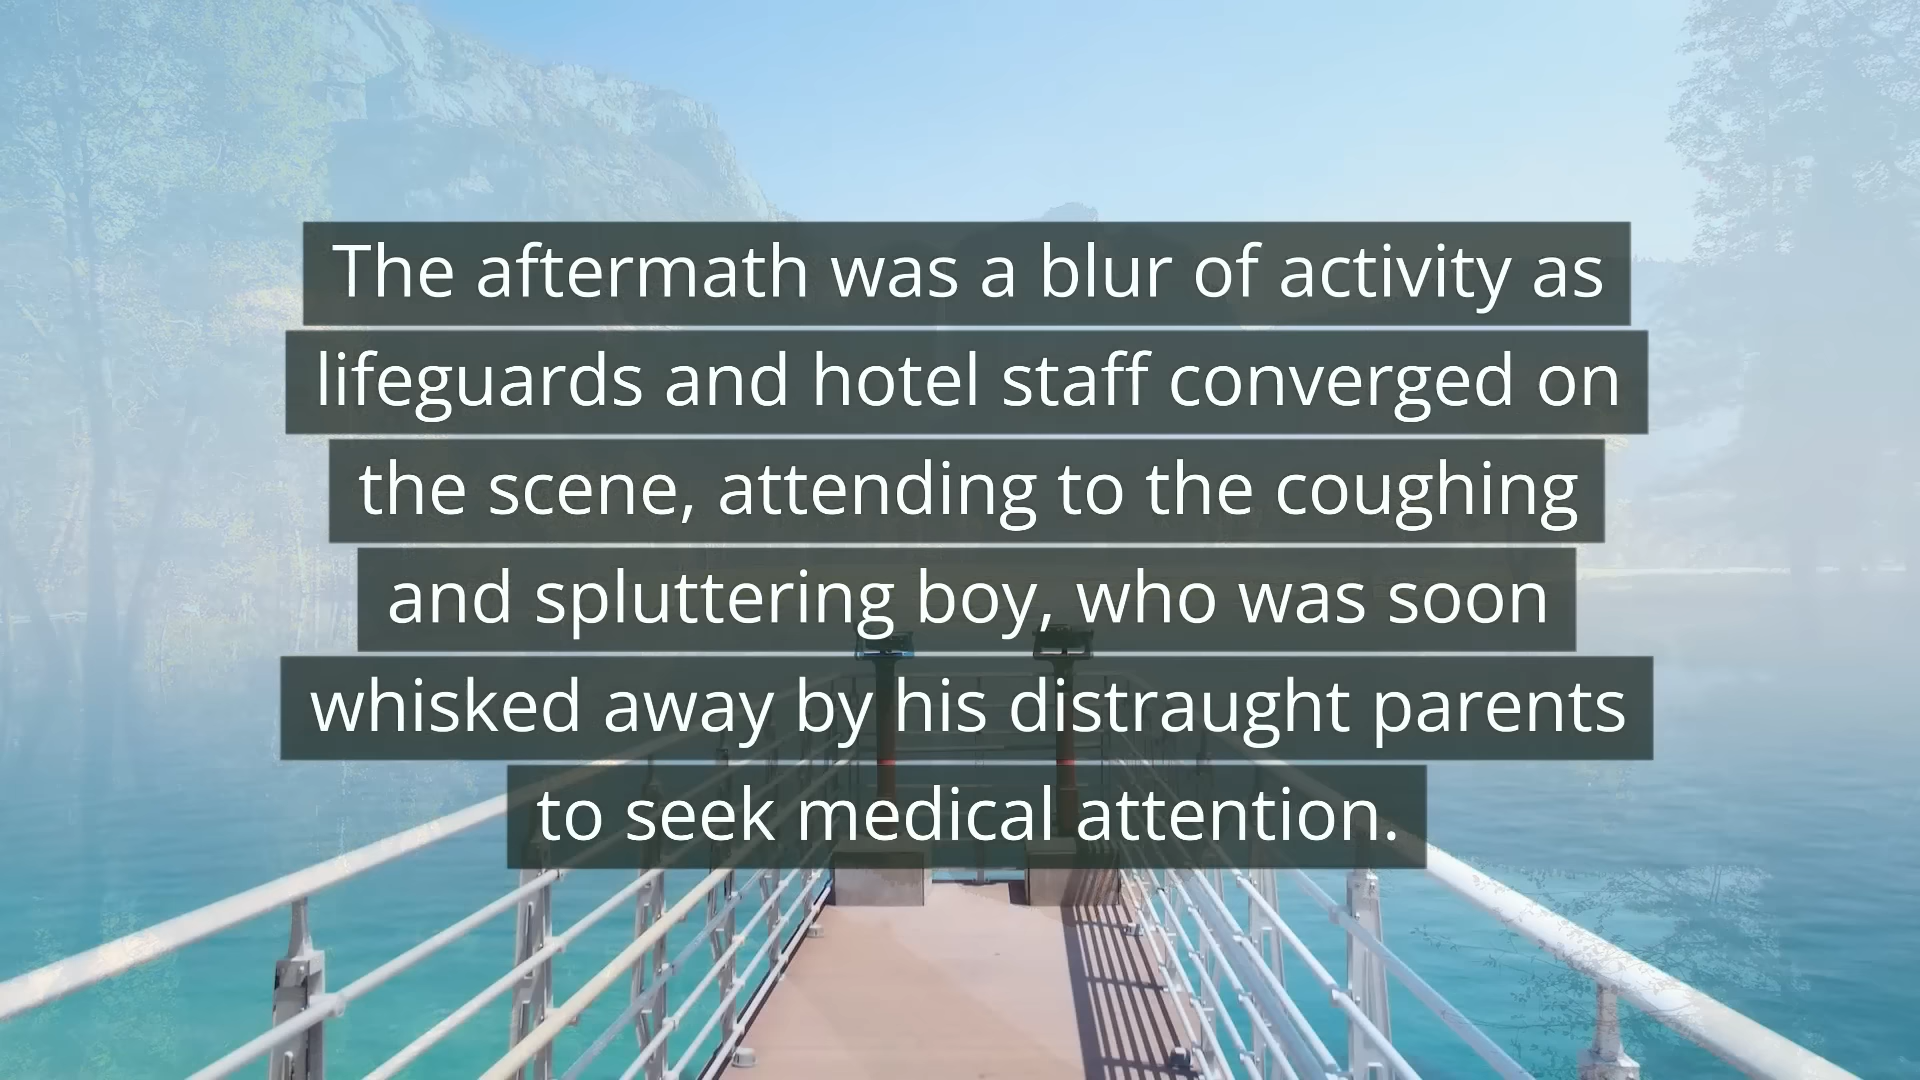 The aftermath was a blur of activity as
lifeguards and hotel staff converged on
the scene, attending to the coughing
and spluttering boy, who was soon
whisked away by his distraught parents
to seek medical attention.